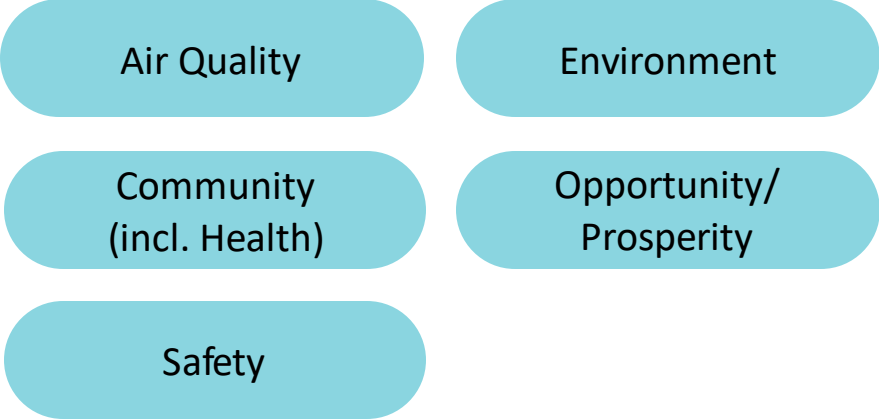 Air Quality
Environment
Community
(incl. Health)
Opportunity/
Prosperity
Safety